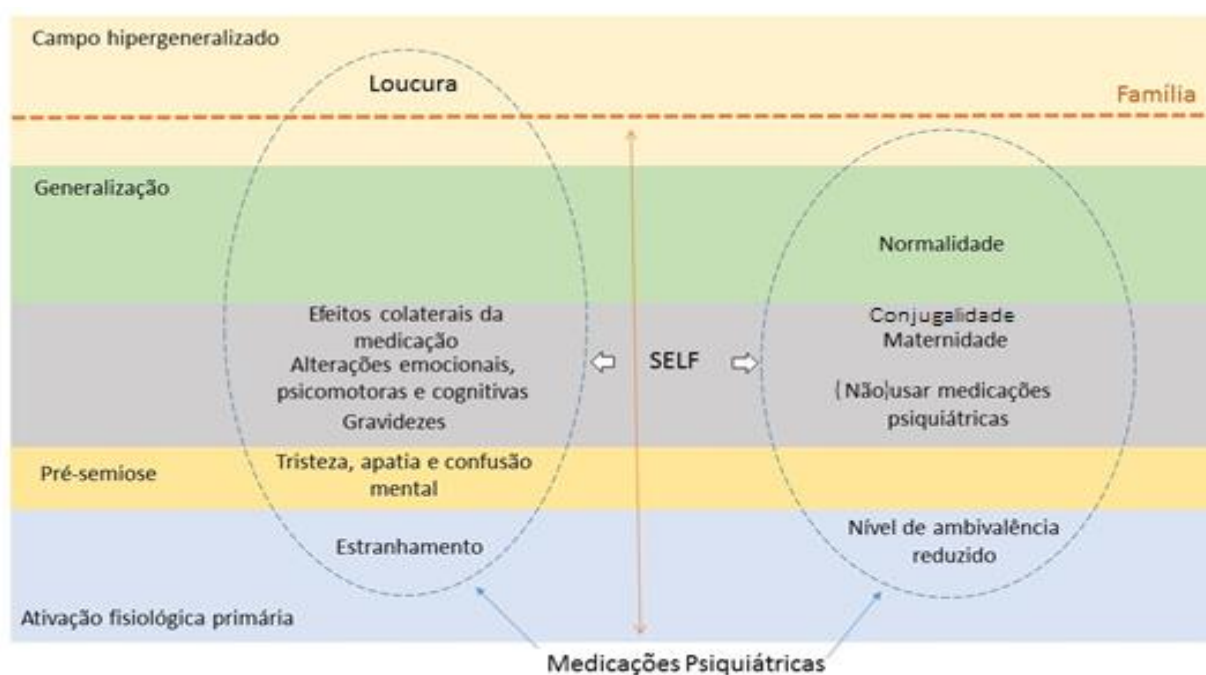 Campo hipergeneralizado
Loucura
Família
Generalização
Normalidade
Efeitos colaterais da
medicação
Alterações emocionais,
psicomotoras e cognitivas
Gravidezes
SELF
Conjugalidade
Maternidade
(Não)usar medicações
psiquiátricas
Pré-semiose
Tristeza, apatia e confusão
mental
Estranhamento
Nível de ambivalência
reduzido
Ativação fisiológica primária
Medicações Psiquiátricas